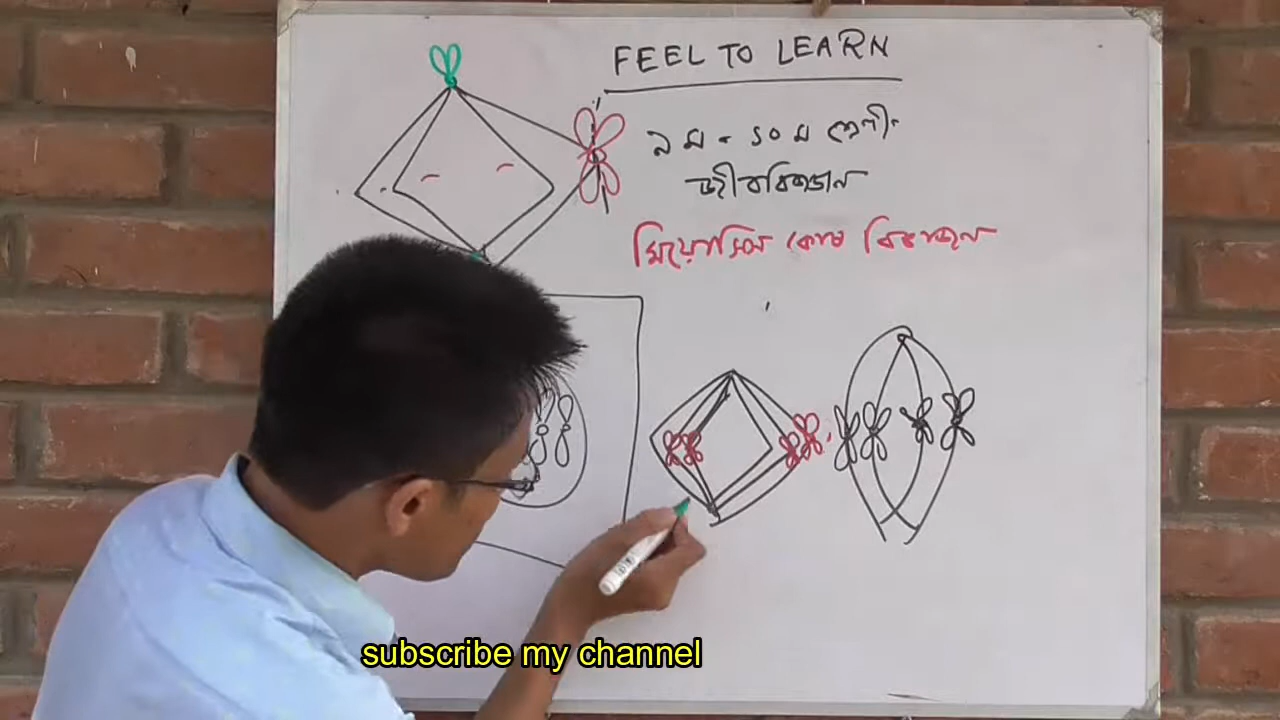 FEEL TO LEARN
৯ম - ১০ম শ্রেণী
জীববিজ্ঞান
মিয়োসিস কোষ বিভাজন
subscribe my channel